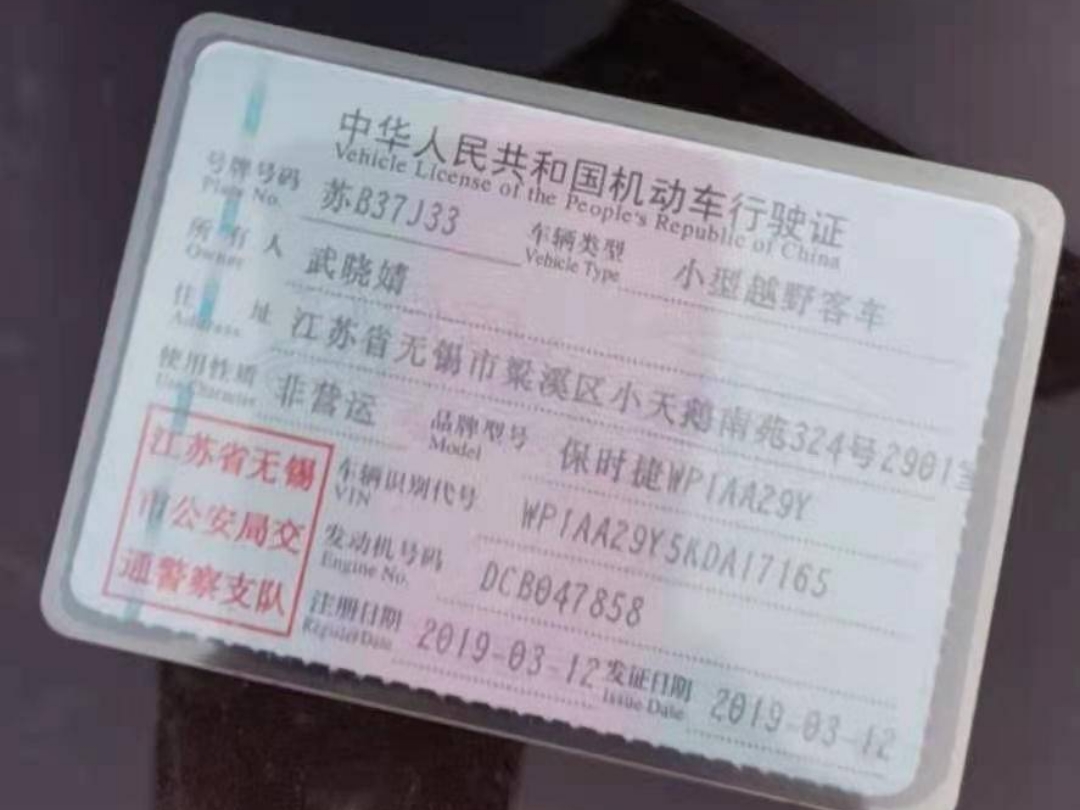 中华人民共和国机动车行驶证
Vehicle License of the People's Republic of China
号牌号码 苏B37J33 车辆类型 小型越野客车
Plate No. Vehicle Type
所有人 武晓婧
Owner
住址 江苏省无锡市梁溪区小天鹅南苑324号2901室
Address
使用性质 非营运 品牌型号 保时捷WP1AA29Y
Use Character Model
江苏省无锡
市公安局交
通警察支队
车辆识别代号 WP1AA29Y5KDA17165
VIN
发动机号码 DCB047858
Engine No.
注册日期 2019-03-12 发证日期 2019-03-12
Register Date Issue Date